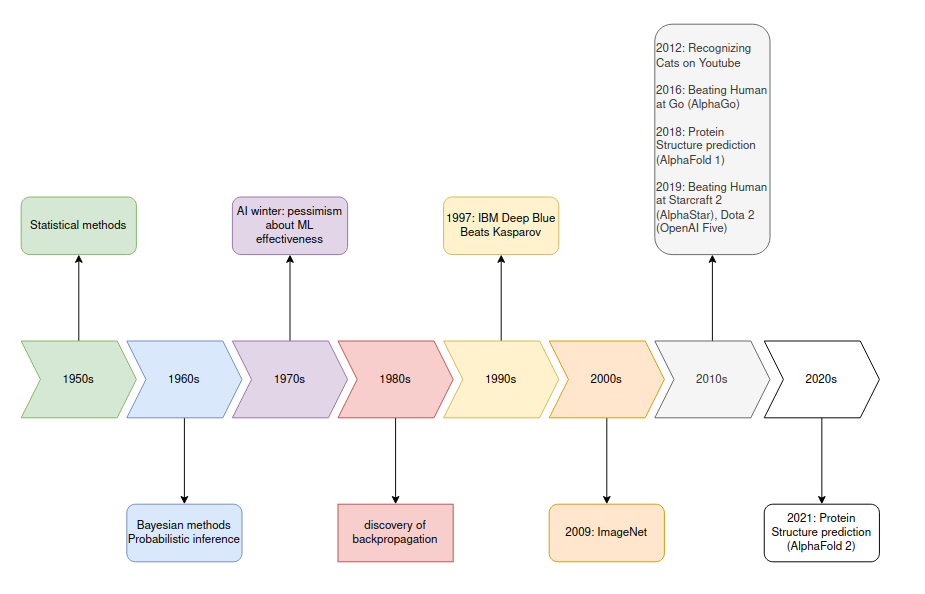 2012: Recognizing
Cats on Youtube
2016: Beating Human
at Go (AlphaGo)
2018: Protein
Structure prediction
(AlphaFold 1)
2019: Beating Human
at Starcraft 2
(AlphaStar), Dota 2
(OpenAI Five)
Statistical methods
AI winter: pessimism
about ML
effectiveness
1997: IBM Deep Blue
Beats Kasparov
1950s
1960s
1970s
1980s
1990s
2000s
2010s
2020s
Bayesian methods
Probabilistic inference
discovery of
backpropagation
2009: ImageNet
2021: Protein
Structure prediction
(AlphaFold 2)